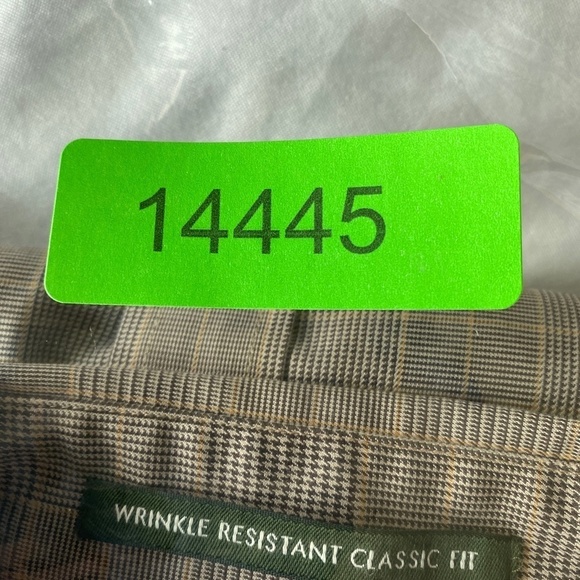 14445
WRINKLE RESISTANT CLASSIC FIT